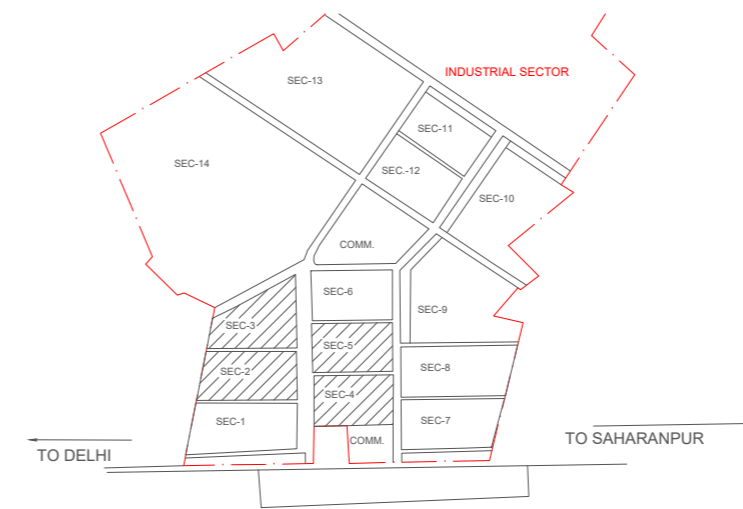 INDUSTRIAL SECTOR
SEC-13
SEC-11
SEC-14
SEC.-12
SEC-10
COMM.
SEC-6
SEC-9
SEC-3
SEC-5
SEC-8
SEC-2
SEC-4
SEC-1
SEC-7
COMM.
TO DELHI
TO SAHARANPUR